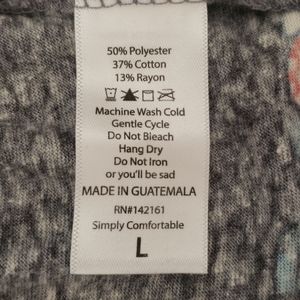 50% Polyester
37% Cotton
13% Rayon
Machine Wash Cold
Gentle Cycle
Do Not Bleach
Hang Dry
Do Not Iron
or you'll be sad
MADE IN GUATEMALA
RN#142161
Simply Comfortable
L